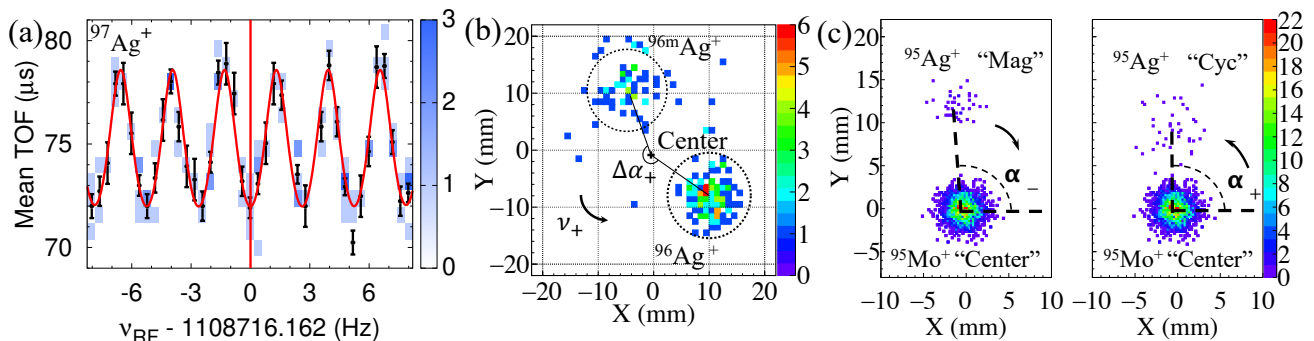 (a)
⁹⁷Ag⁺
Mean TOF (μs)
80
75
70
-6 -3 0 3 6
ν_RF - 1108716.162 (Hz)
3
2
1
0
(b)
⁹⁶ᵐAg⁺
Center
Δα₊
ν₊
⁹⁶Ag⁺
Y (mm)
20
10
0
−10
−20
−20 −10 0 10 20
X (mm)
6
5
4
3
2
1
0
(c)
⁹⁵Ag⁺ “Mag”
α₋
⁹⁵Mo⁺ “Center”
Y (mm)
20
15
10
5
0
−5
−10 −5 0 5 10
X (mm)
⁹⁵Ag⁺ “Cyc”
α₊
⁹⁵Mo⁺ “Center”
−10 −5 0 5 10
X (mm)
22
20
18
16
14
12
10
8
6
4
2
0